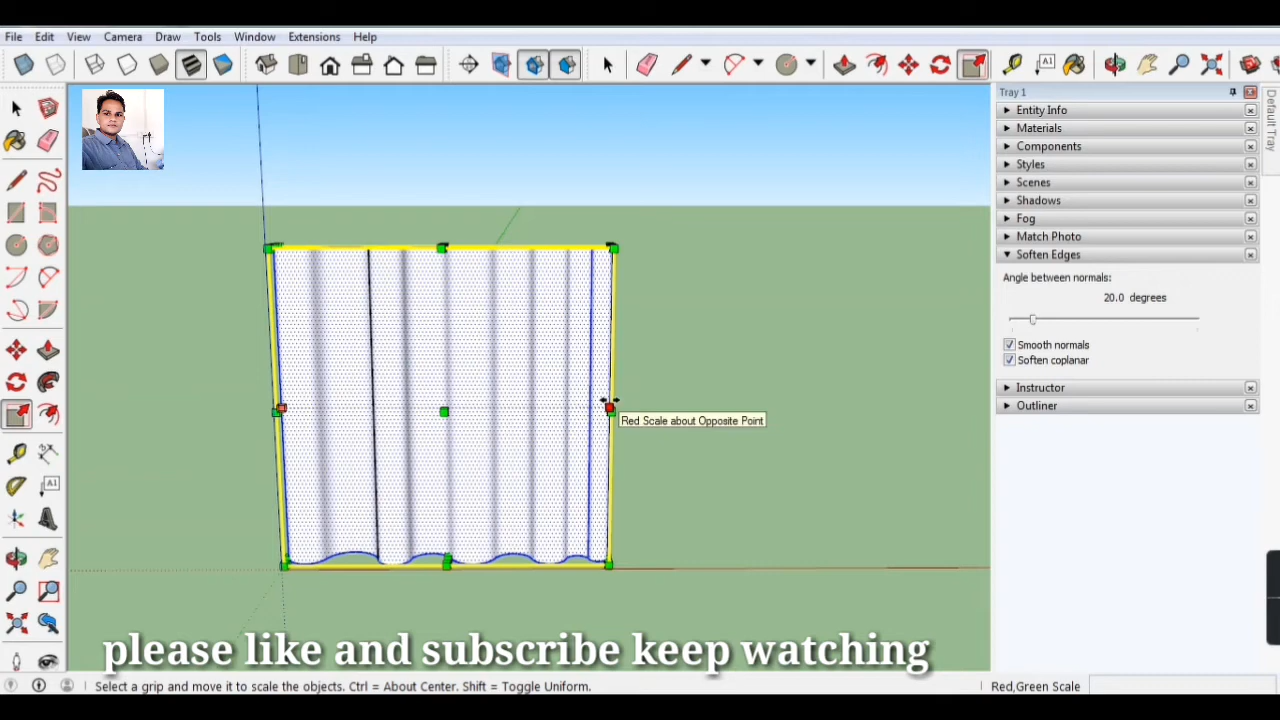 File Edit View Camera Draw Tools Window Extensions Help
Tray 1
Default Tray
Entity Info
Materials
Components
Styles
Scenes
Shadows
Fog
Match Photo
Soften Edges
Angle between normals:
20.0 degrees
Smooth normals
Soften coplanar
Instructor
Outliner
Red Scale about Opposite Point
please like and subscribe keep watching
Select a grip and move it to scale the objects. Ctrl = About Center. Shift = Toggle Uniform.
Red,Green Scale